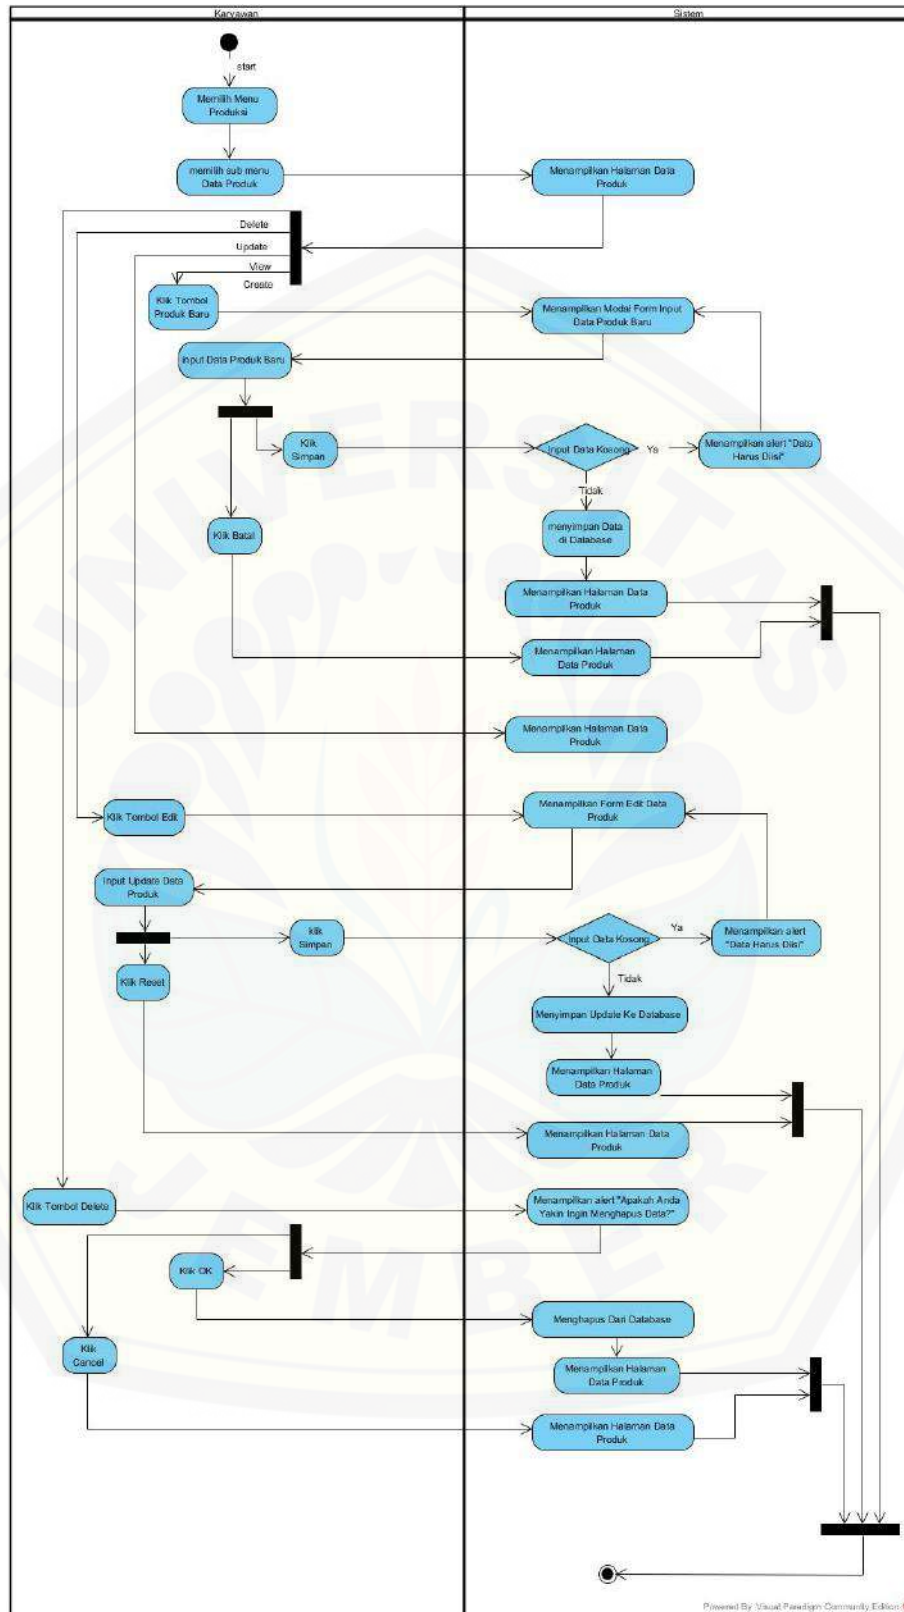 Karyawan
Sistem
start
Memilih Menu
Produksi
memilih sub menu
Data Produk
Menampilkan Halaman Data
Produk
Delete
Update
View
Create
Klik Tombol
Produk Baru
Menampilkan Modal Form Input
Data Produk Baru
Input Data Produk Baru
Klik
Simpan
Input Data Kosong
Ya
Menampilkan alert "Data
Harus Diisi"
Tidak
menyimpan Data
di Database
Klik Batal
Menampilkan Halaman Data
Produk
Menampilkan Halaman
Data Produk
Menampilkan Halaman Data
Produk
Klik Tombol Edit
Menampilkan Form Edit Data
Produk
Input Update Data
Produk
klik
Simpan
Input Data Kosong
Ya
Menampilkan alert
"Data Harus Diisi"
Klik Reset
Tidak
Menyimpan Update Ke Database
Menampilkan Halaman
Data Produk
Menampilkan Halaman Data
Produk
Klik Tombol Delete
Menampilkan alert "Apakah Anda
Yakin Ingin Menghapus Data?"
Klik OK
Menghapus Dari Database
Klik
Cancel
Menampilkan Halaman
Data Produk
Menampilkan Halaman Data
Produk
UNIVERSITAS
JEMBER
Powered By Visual Paradigm Community Edition